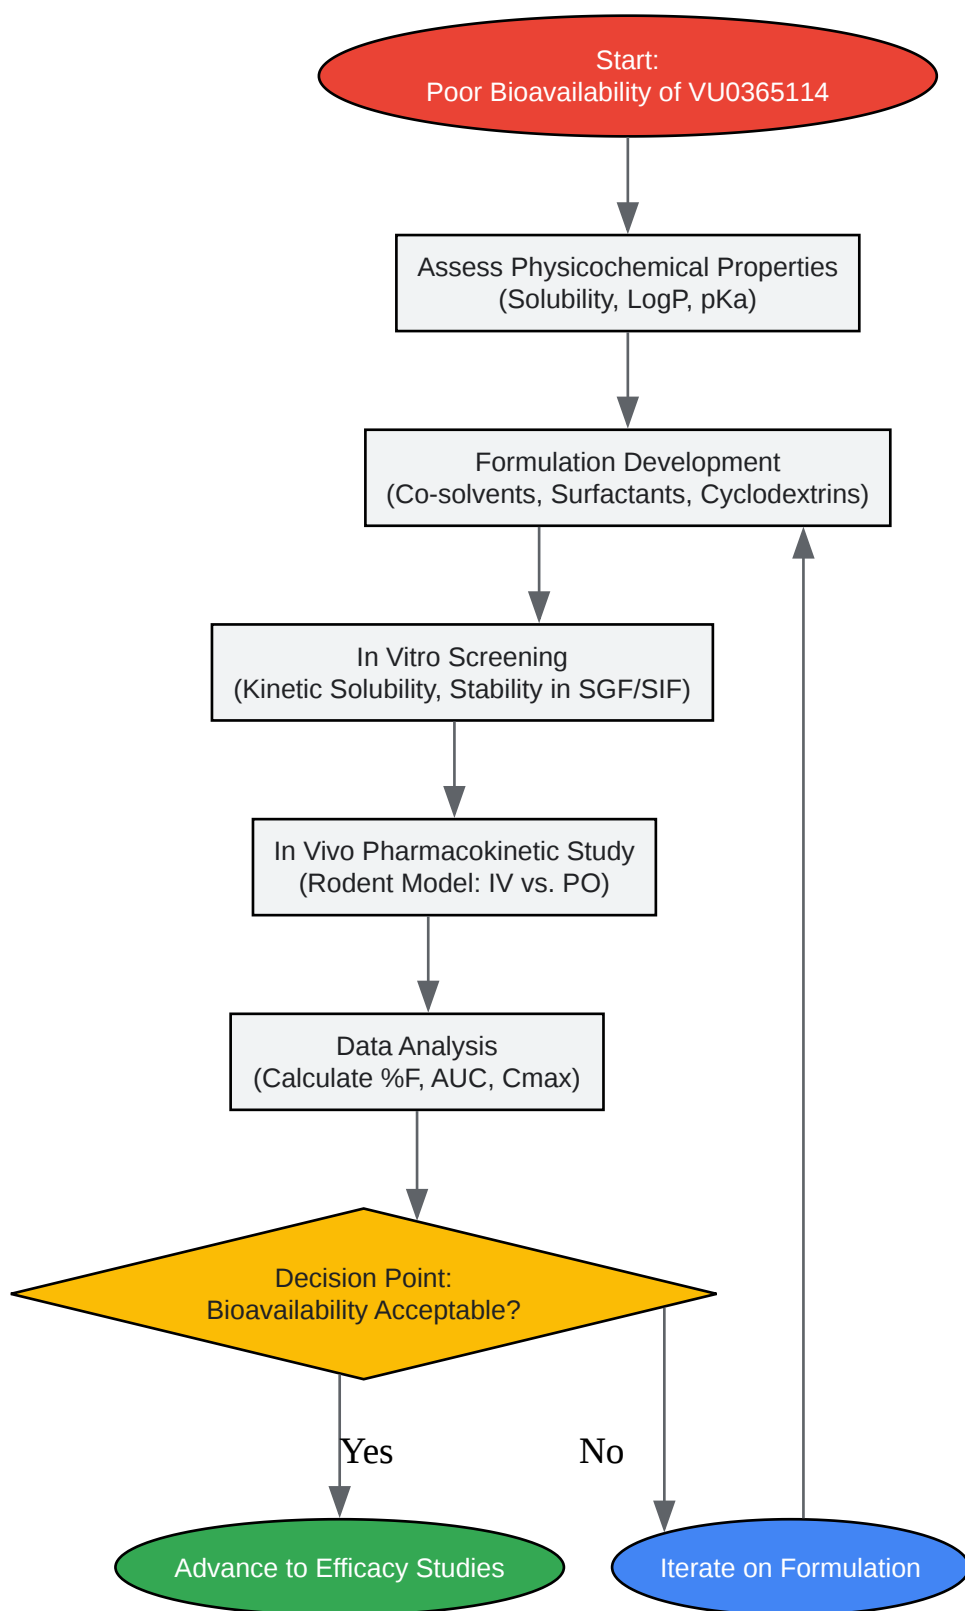 Start:
Poor Bioavailability of VU0365114
Assess Physicochemical Properties
(Solubility, LogP, pKa)
Formulation Development
(Co-solvents, Surfactants, Cyclodextrins)
In Vitro Screening
(Kinetic Solubility, Stability in SGF/SIF)
In Vivo Pharmacokinetic Study
(Rodent Model: IV vs. PO)
Data Analysis
(Calculate %F, AUC, Cmax)
Decision Point:
Bioavailability Acceptable?
Yes
No
Advance to Efficacy Studies
Iterate on Formulation